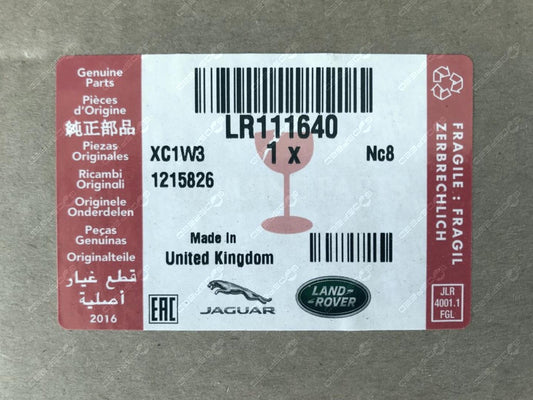 Genuine
Parts
Pièces
d'Origine
純正部品
Piezas
Originales
Ricambi
Originali
Originele
Onderdelen
Peças
Genuinas
Originalteile
قطع غيار
أصلية
2016
LR111640
1 x
XC1W3
Nc8
1215826
Made In
United Kingdom
EAC
JAGUAR
LAND
ROVER
FRAGILE : FRAGIL
ZERBRECHLICH
JLR
4001.1
FGL